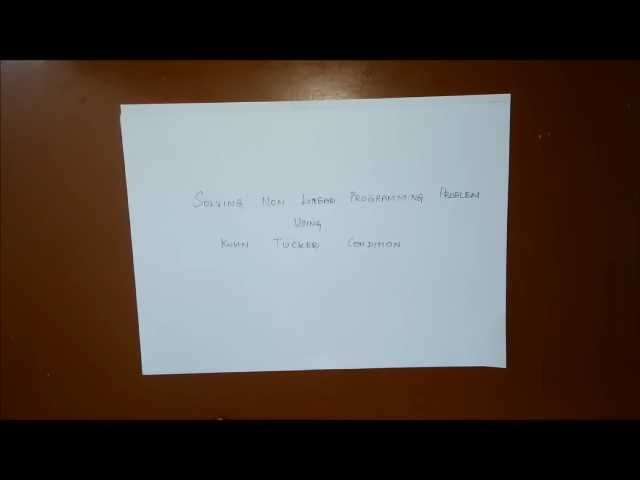 SOLVING NON LINEAR PROGRAMMING PROBLEM
USING
KUHN TUCKER CONDITION